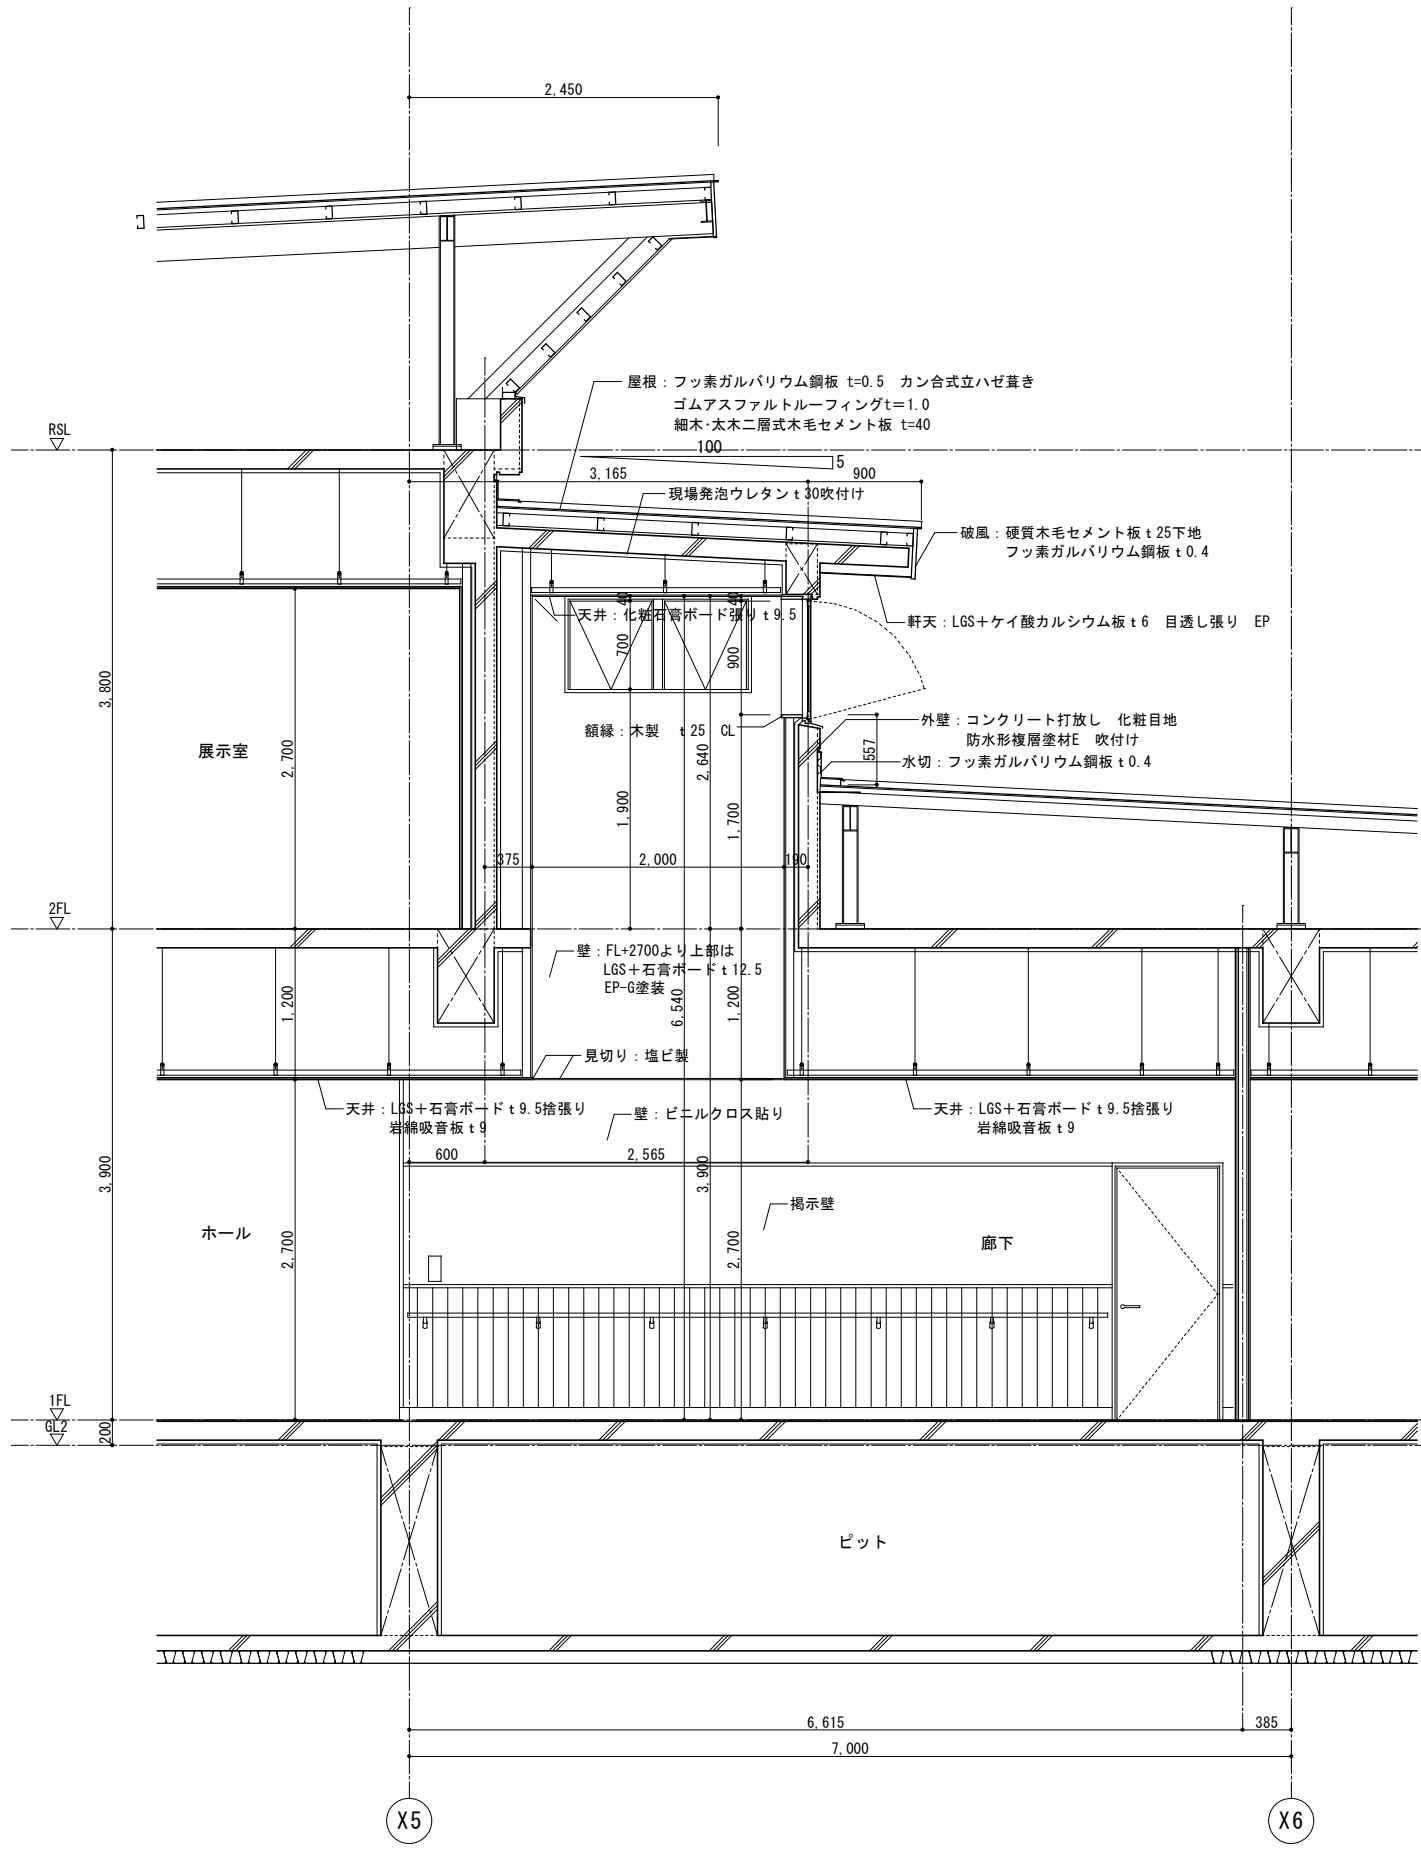 2,450
屋根：フッ素ガルバリウム鋼板 t=0.5　カン合式立ハゼ葺き
ゴムアスファルトルーフィングt＝1.0
細木･太木二層式木毛セメント板 t=40
RSL
100
5
3,165
900
現場発泡ウレタンｔ30吹付け
破風：硬質木毛セメント板ｔ25下地
フッ素ガルバリウム鋼板ｔ0.4
40
40
天井：化粧石膏ボード張りｔ9.5
軒天：LGS＋ケイ酸カルシウム板ｔ6　目透し張り　EP
700
900
3,800
額縁：木製　ｔ25　CL
外壁：コンクリート打放し　化粧目地
防水形複層塗材E　吹付け
557
水切：フッ素ガルバリウム鋼板ｔ0.4
展示室
2,700
2,640
1,900
1,700
375
2,000
190
2FL
壁：FL+2700より上部は
LGS＋石膏ボードｔ12.5
EP-G塗装
1,200
6,540
1,200
見切り：塩ビ製
天井：LGS＋石膏ボードｔ9.5捨張り
岩綿吸音板ｔ9
壁：ビニルクロス貼り
天井：LGS＋石膏ボードｔ9.5捨張り
岩綿吸音板ｔ9
600
2,565
3,900
3,900
掲示壁
ホール
2,700
2,700
廊下
1FL
GL2
200
ピット
6,615
385
7,000
X5
X6